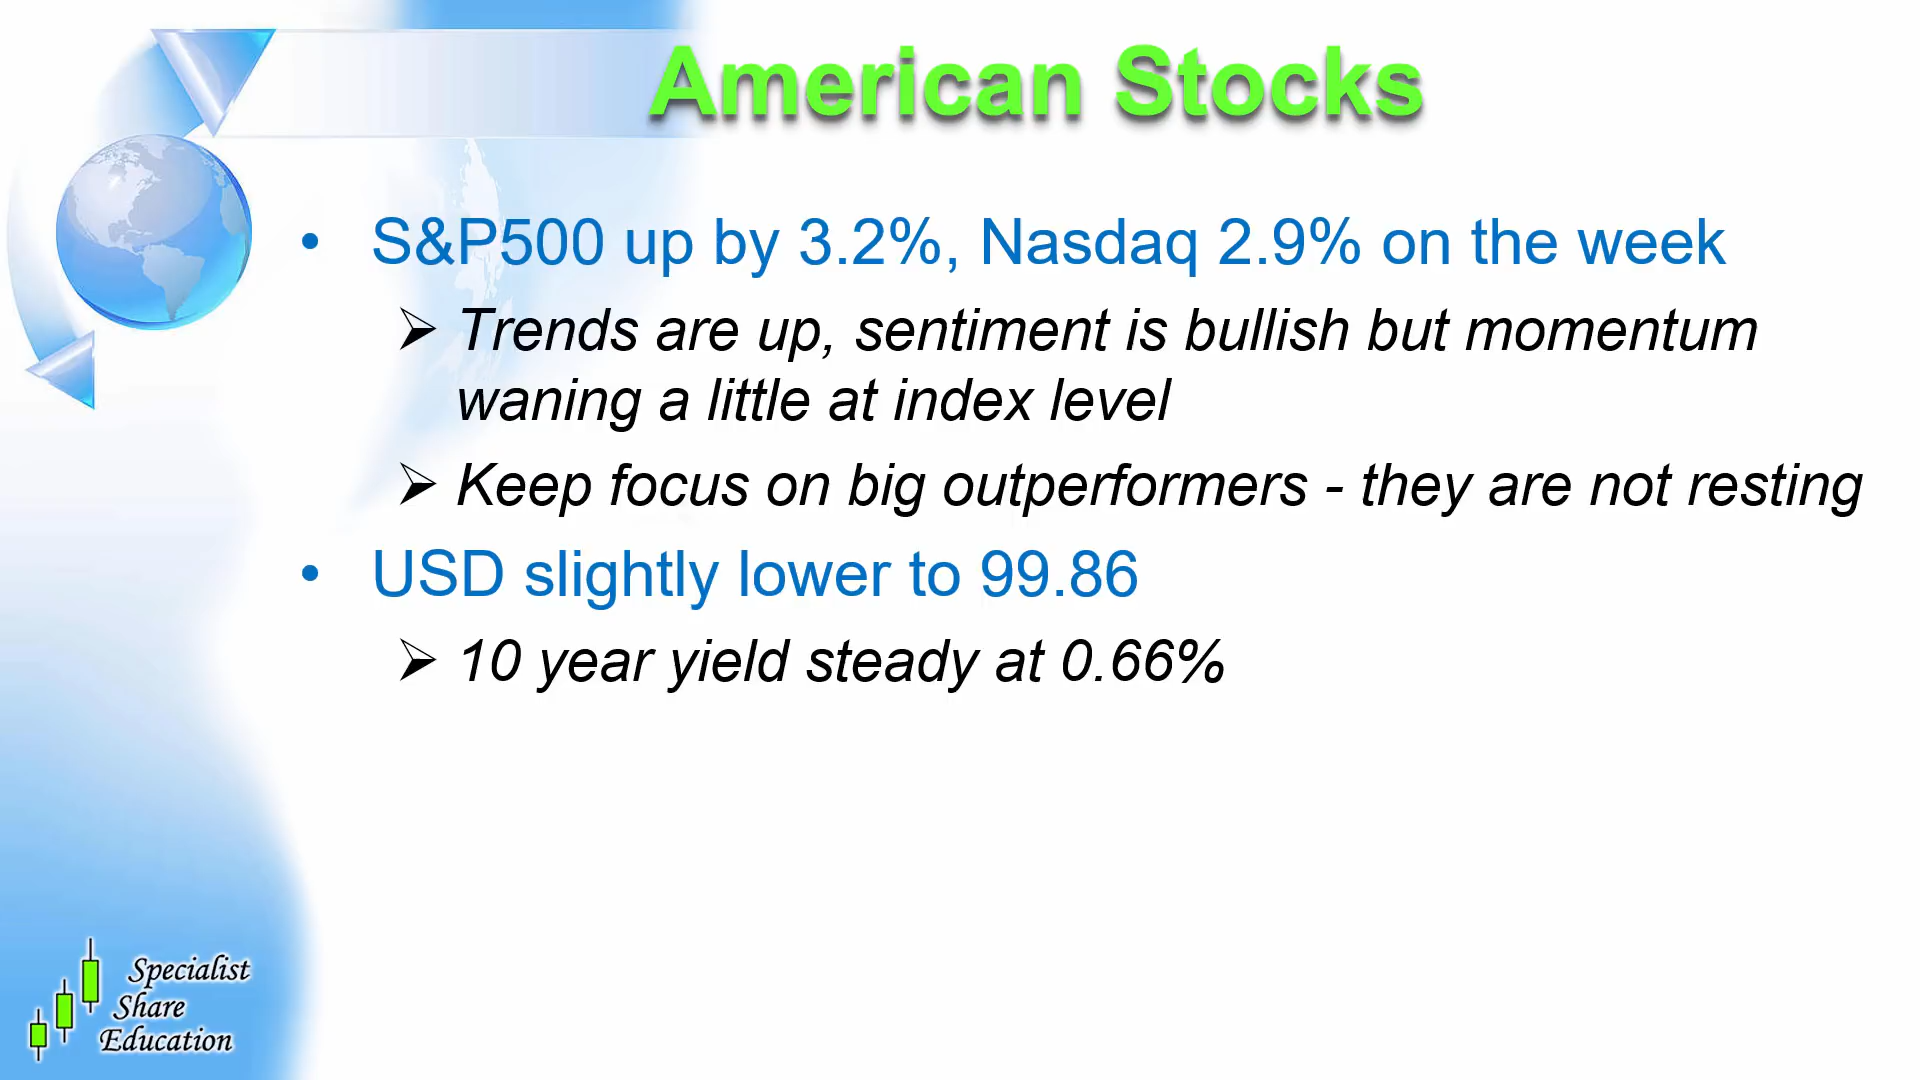 American Stocks
• S&P500 up by 3.2%, Nasdaq 2.9% on the week
➢ Trends are up, sentiment is bullish but momentum
waning a little at index level
➢ Keep focus on big outperformers - they are not resting
• USD slightly lower to 99.86
➢ 10 year yield steady at 0.66%
Specialist
Share
Education